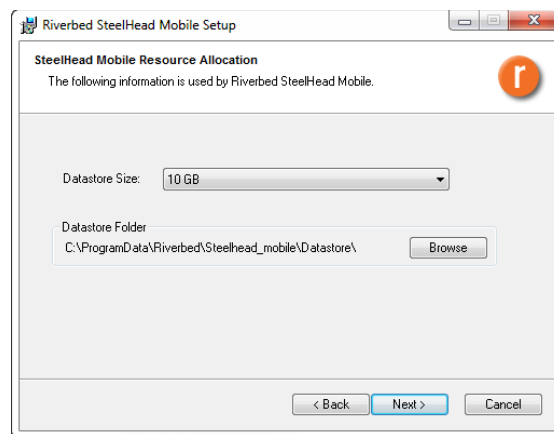 Riverbed SteelHead Mobile Setup
SteelHead Mobile Resource Allocation
The following information is used by Riverbed SteelHead Mobile.
r
Datastore Size:
10 GB
Datastore Folder
C:\ProgramData\Riverbed\Steelhead_mobile\Datastore\
Browse
< Back
Next >
Cancel